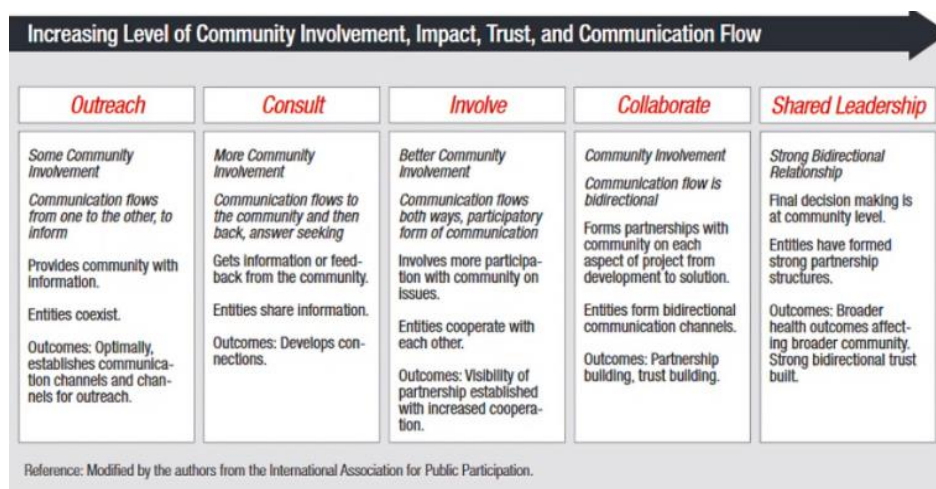 Increasing Level of Community Involvement, Impact, Trust, and Communication Flow
Outreach
Some Community
Involvement
Communication flows
from one to the other, to
inform
Provides community with
information.
Entities coexist.
Outcomes: Optimally,
establishes communica-
tion channels and chan-
nels for outreach.
Consult
More Community
Involvement
Communication flows to
the community and then
back, answer seeking
Gets information or feed-
back from the community.
Entities share information.
Outcomes: Develops con-
nections.
Involve
Better Community
Involvement
Communication flows
both ways, participatory
form of communication
Involves more participa-
tion with community on
issues.
Entities cooperate with
each other.
Outcomes: Visibility of
partnership established
with increased coopera-
tion.
Collaborate
Community Involvement
Communication flow is
bidirectional
Forms partnerships with
community on each
aspect of project from
development to solution.
Entities form bidirectional
communication channels.
Outcomes: Partnership
building, trust building.
Shared Leadership
Strong Bidirectional
Relationship
Final decision making is
at community level.
Entities have formed
strong partnership
structures.
Outcomes: Broader
health outcomes affect-
ing broader community.
Strong bidirectional trust
built.
Reference: Modified by the authors from the International Association for Public Participation.